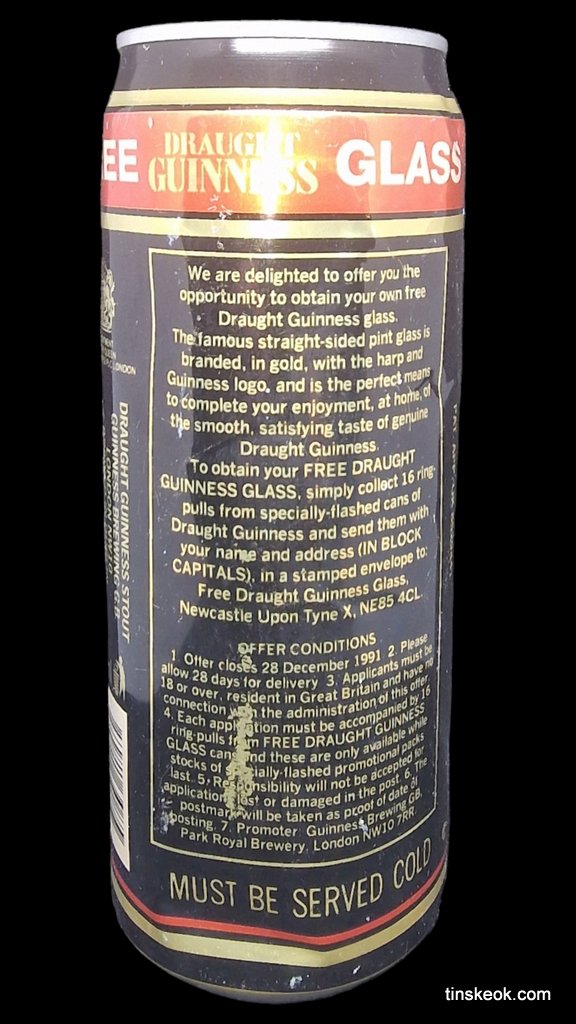 EE DRAUGHT GUINNESS GLASS
We are delighted to offer you the
opportunity to obtain your own free
Draught Guinness glass.
The famous straight-sided pint glass is
branded, in gold, with the harp and
Guinness logo, and is the perfect means
to complete your enjoyment, at home, of
the smooth, satisfying taste of genuine
Draught Guinness.
To obtain your FREE DRAUGHT
GUINNESS GLASS, simply collect 16 ring-
pulls from specially-flashed cans of
Draught Guinness and send them with
your name and address (IN BLOCK
CAPITALS), in a stamped envelope to:
Free Draught Guinness Glass,
Newcastle Upon Tyne X, NE85 4CL.
OFFER CONDITIONS
1. Offer closes 28 December 1991 2. Please
allow 28 days for delivery 3. Applicants must be
18 or over, resident in Great Britain and have no
connection with the administration of this offer.
4. Each application must be accompanied by 16
ring-pulls from FREE DRAUGHT GUINNESS
GLASS cans and these are only available while
stocks of specially-flashed promotional packs
last. 5. Responsibility will not be accepted for
applications lost or damaged in the post. 6. The
postmark will be taken as proof of date of
posting. 7. Promoter: Guinness Brewing GB,
Park Royal Brewery, London NW10 7RR.
MUST BE SERVED COLD
LONDON
DRAUGHT GUINNESS STOUT
GUINNESS BREWING G.B.
LONDON
tinskeok.com